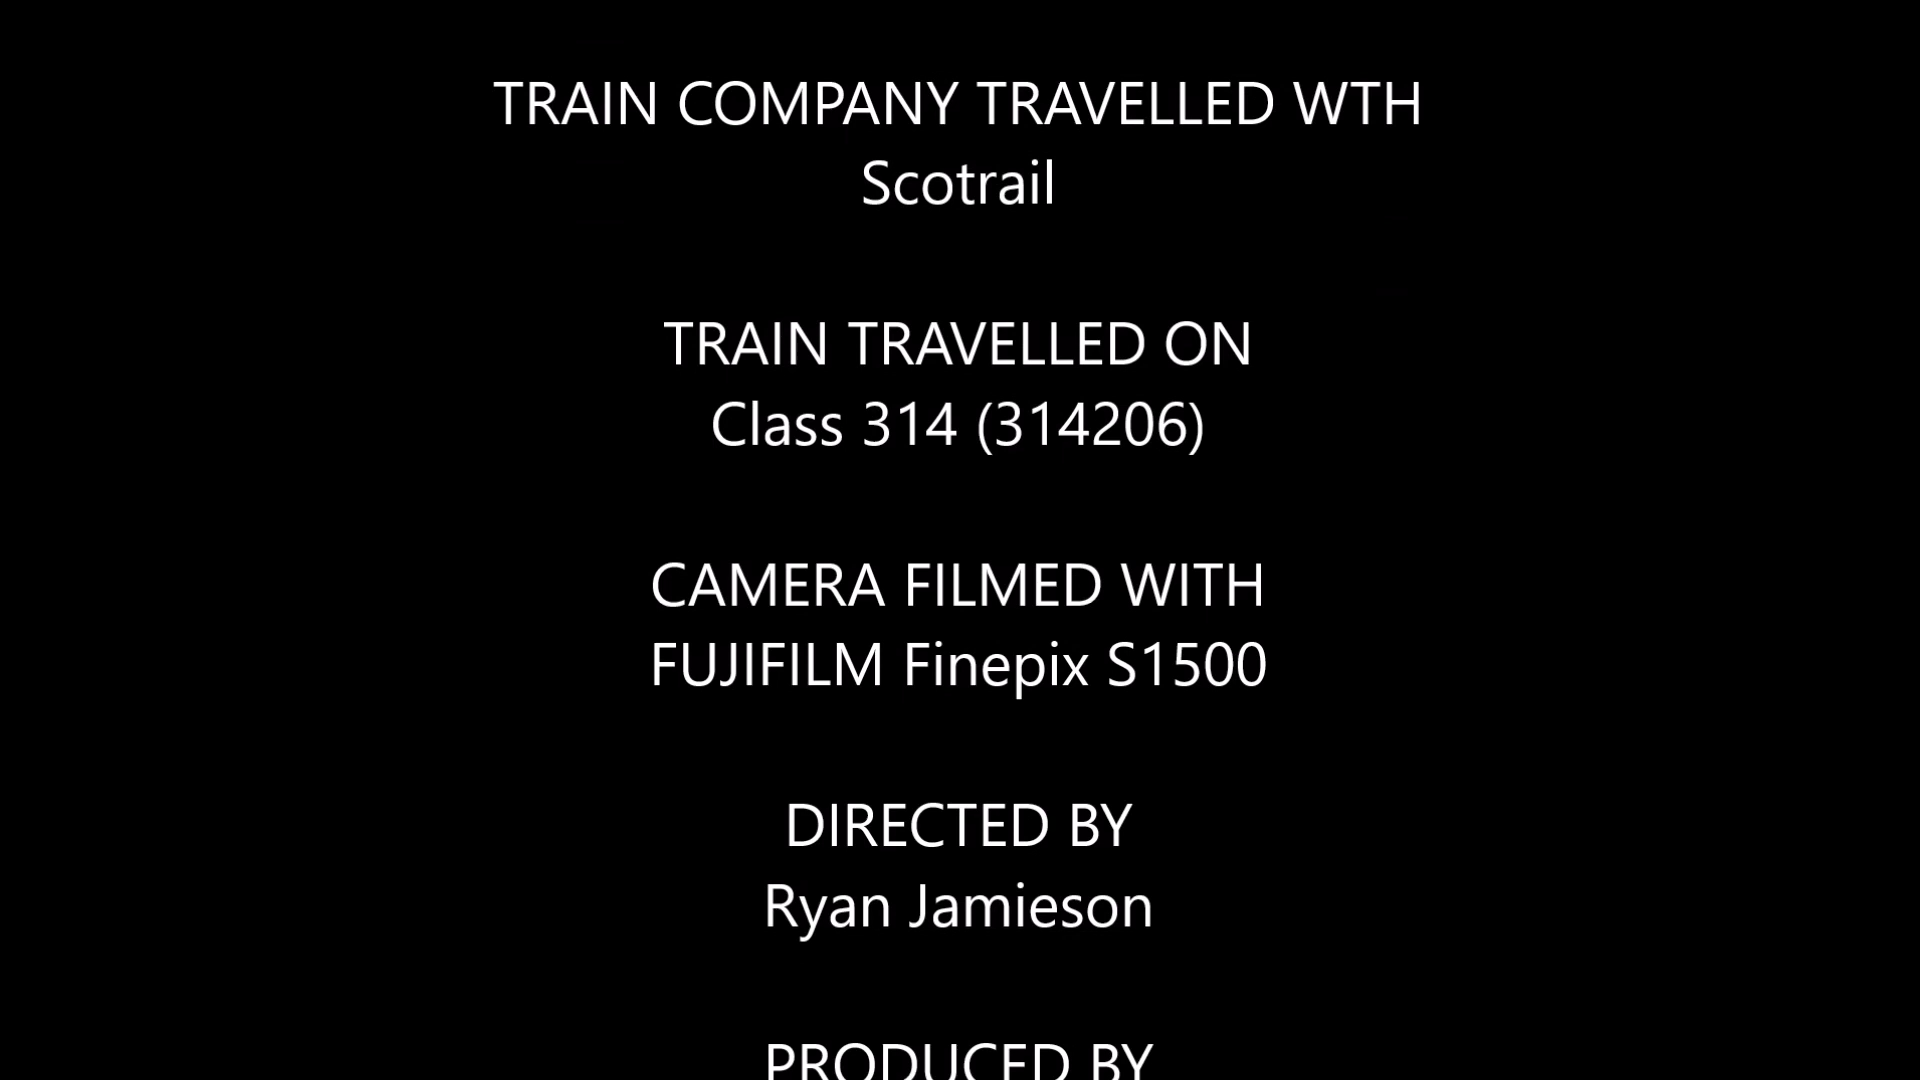 TRAIN COMPANY TRAVELLED WTH
Scotrail
TRAIN TRAVELLED ON
Class 314 (314206)
CAMERA FILMED WITH
FUJIFILM Finepix S1500
DIRECTED BY
Ryan Jamieson
PRODUCED BY